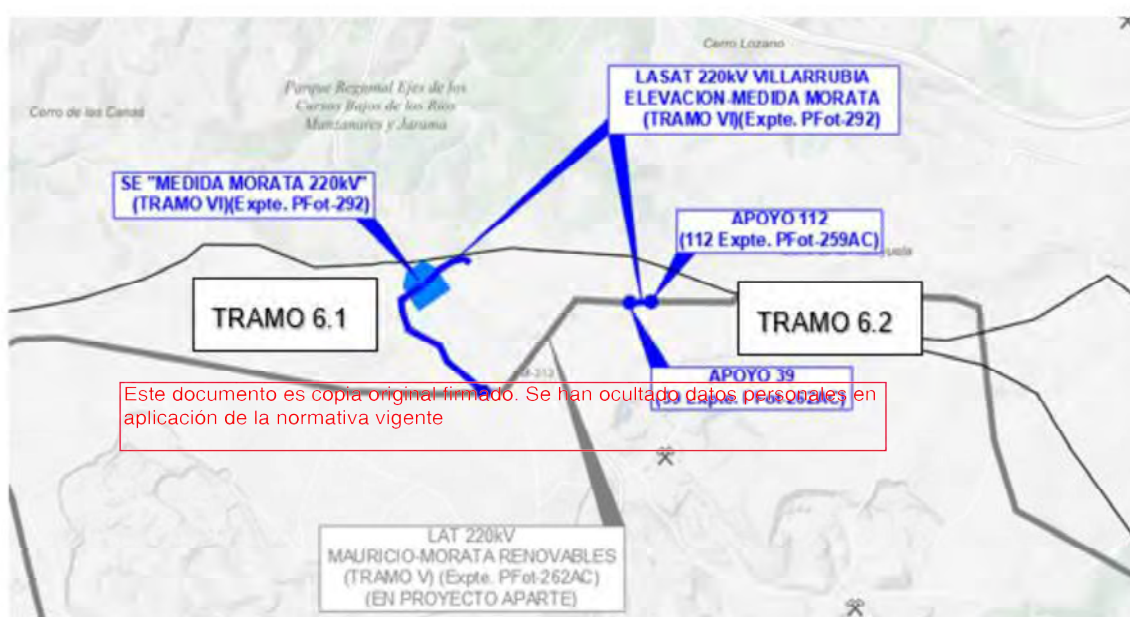 Cerro Lozano
Parque Regional Ejes de los
Cursos Bajos de los Ríos
Manzanares y Jarama
Cerro de las Canas
LASAT 220kV VILLARRUBIA
ELEVACION-MEDIDA MORATA
(TRAMO VI)(Expte. PFot-292)
SE "MEDIDA MORATA 220kV"
(TRAMO VI)(Expte. PFot-292)
APOYO 112
(112 Expte. PFot-259AC)
TRAMO 6.1
TRAMO 6.2
APOYO 39
(39 Expte. PFot-262AC)
Este documento es copia original firmado. Se han ocultado datos personales en
aplicación de la normativa vigente
LAT 220kV
MAURICIO-MORATA RENOVABLES
(TRAMO V) (Expte. PFot-262AC)
(EN PROYECTO APARTE)